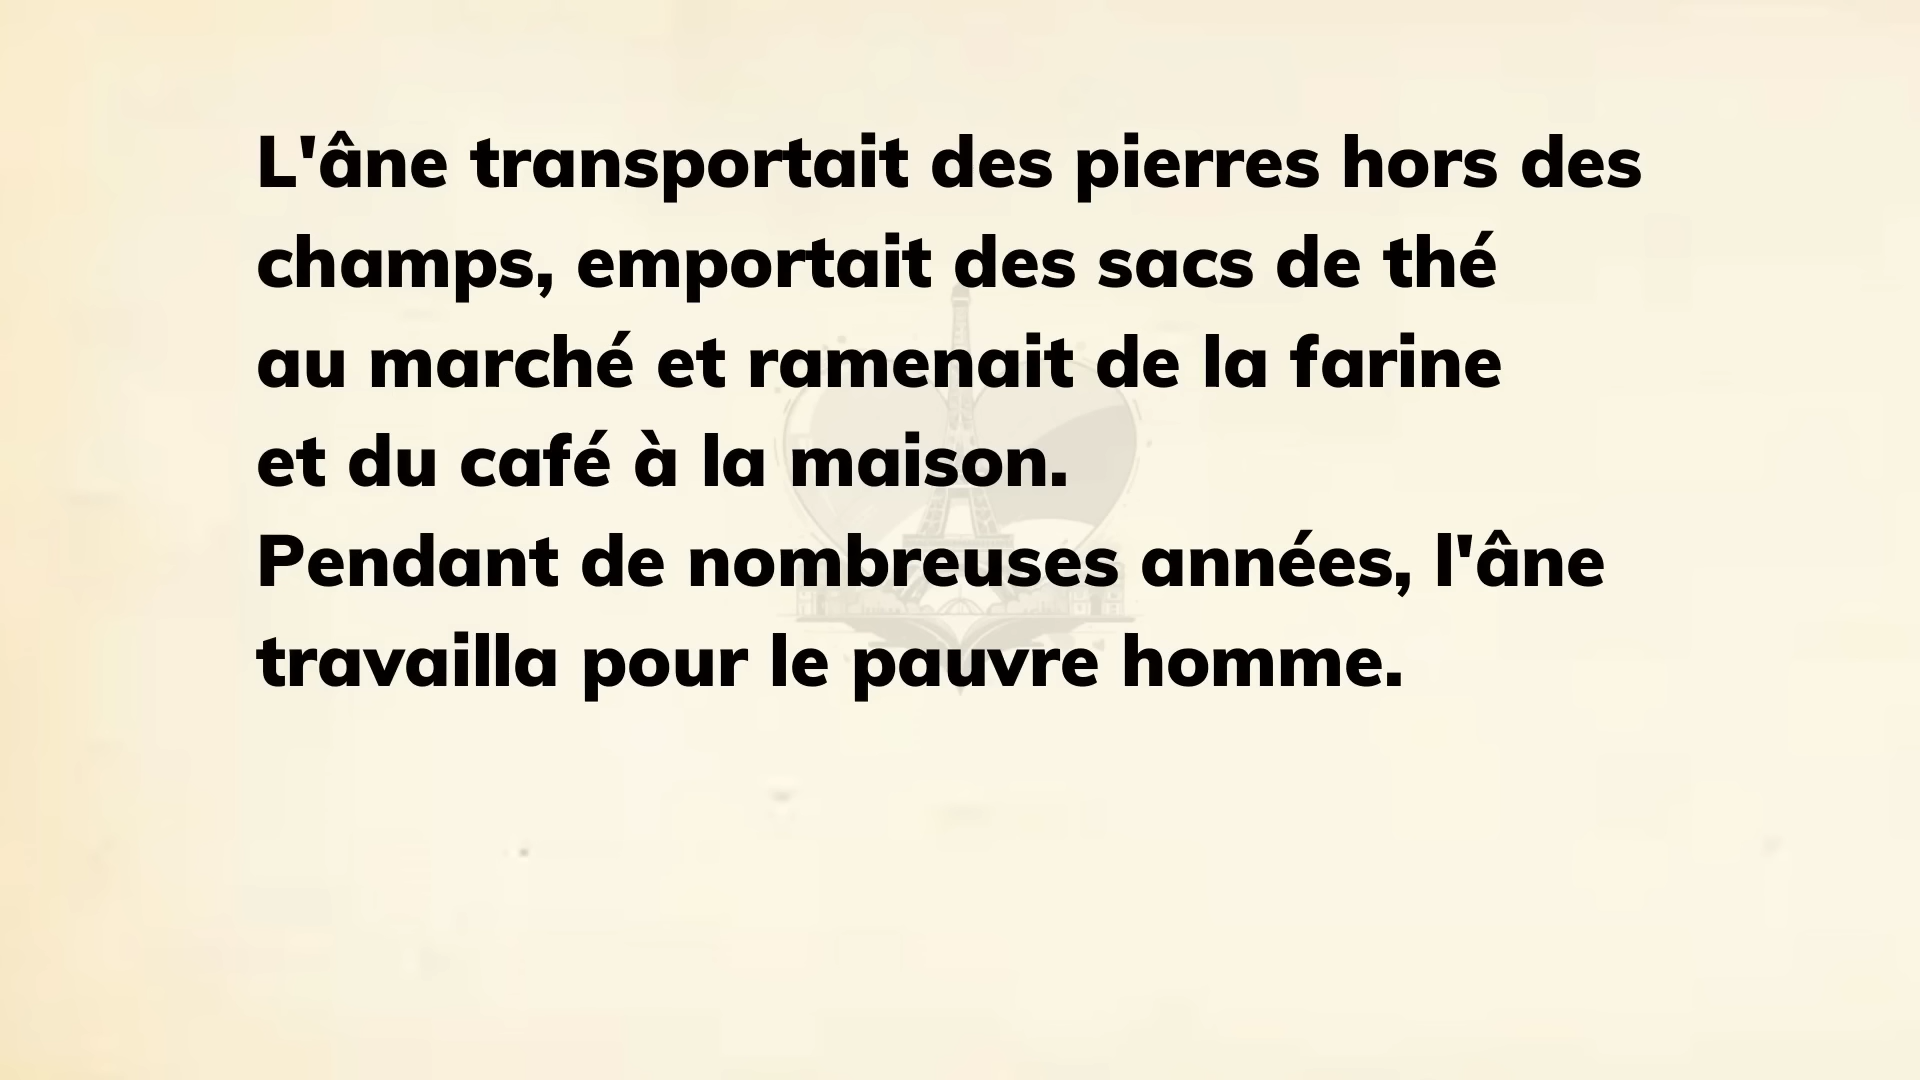 L'âne transportait des pierres hors des
champs, emportait des sacs de thé
au marché et ramenait de la farine
et du café à la maison.
Pendant de nombreuses années, l'âne
travailla pour le pauvre homme.